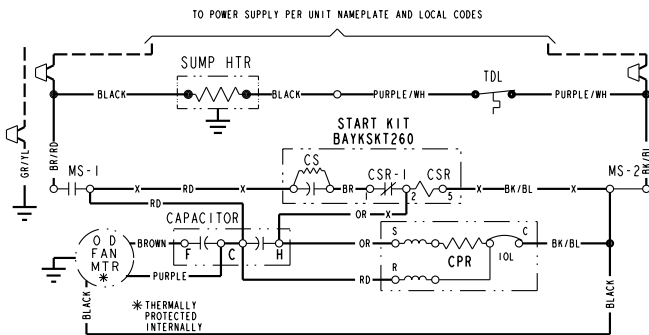 TO POWER SUPPLY PER UNIT NAMEPLATE AND LOCAL CODES
SUMP HTR
TDL
BLACK
BLACK
PURPLE/WH
PURPLE/WH
START KIT
BAYKSKT260
GR/YL
BR/RD
BK/BL
MS-1
CS
CSR-1
CSR
MS-2
X
RD
X
BR
1
2
5
X
BK/BL
X
RD
OR
X
CAPACITOR
O D
FAN
MTR
*
BROWN
F
C
H
OR
S
C
BK/BL
CPR
IOL
PURPLE
RD
R
BLACK
* THERMALLY
PROTECTED
INTERNALLY
BLACK